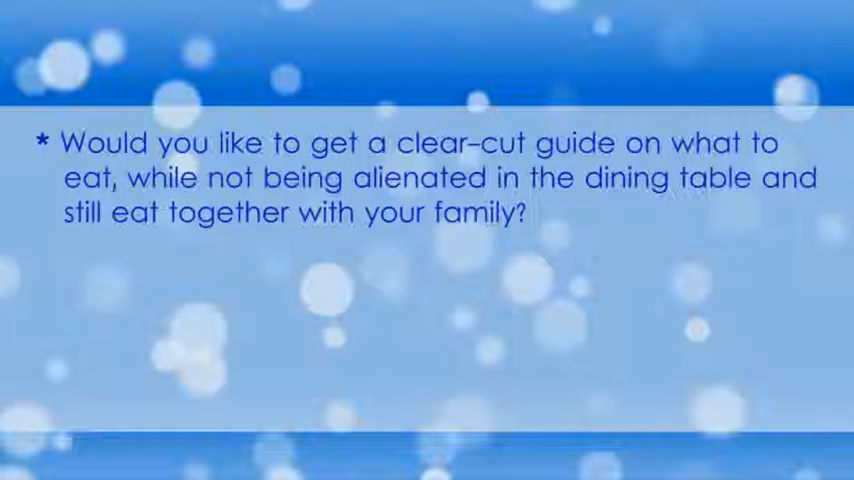 * Would you like to get a clear-cut guide on what to
eat, while not being alienated in the dining table and
still eat together with your family?